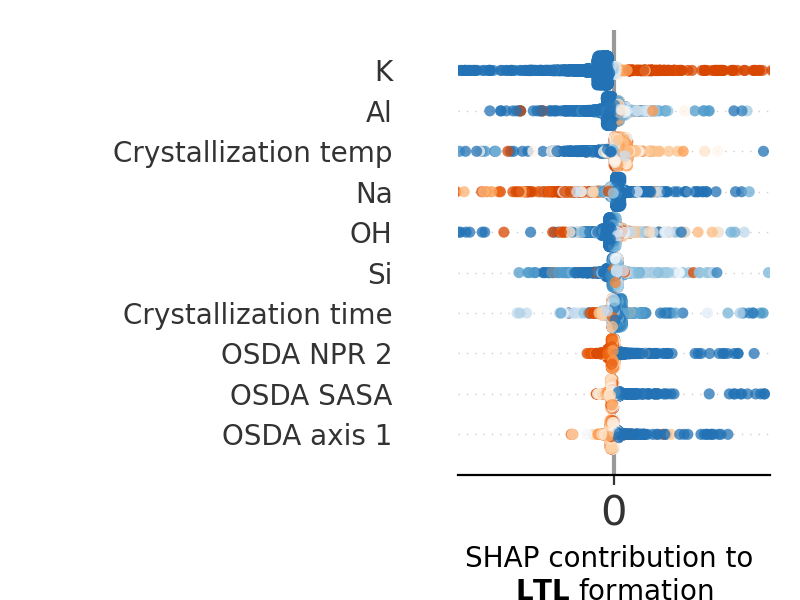 K
Al
Crystallization temp
Na
OH
Si
Crystallization time
OSDA NPR 2
OSDA SASA
OSDA axis 1
0
SHAP contribution to
LTL formation